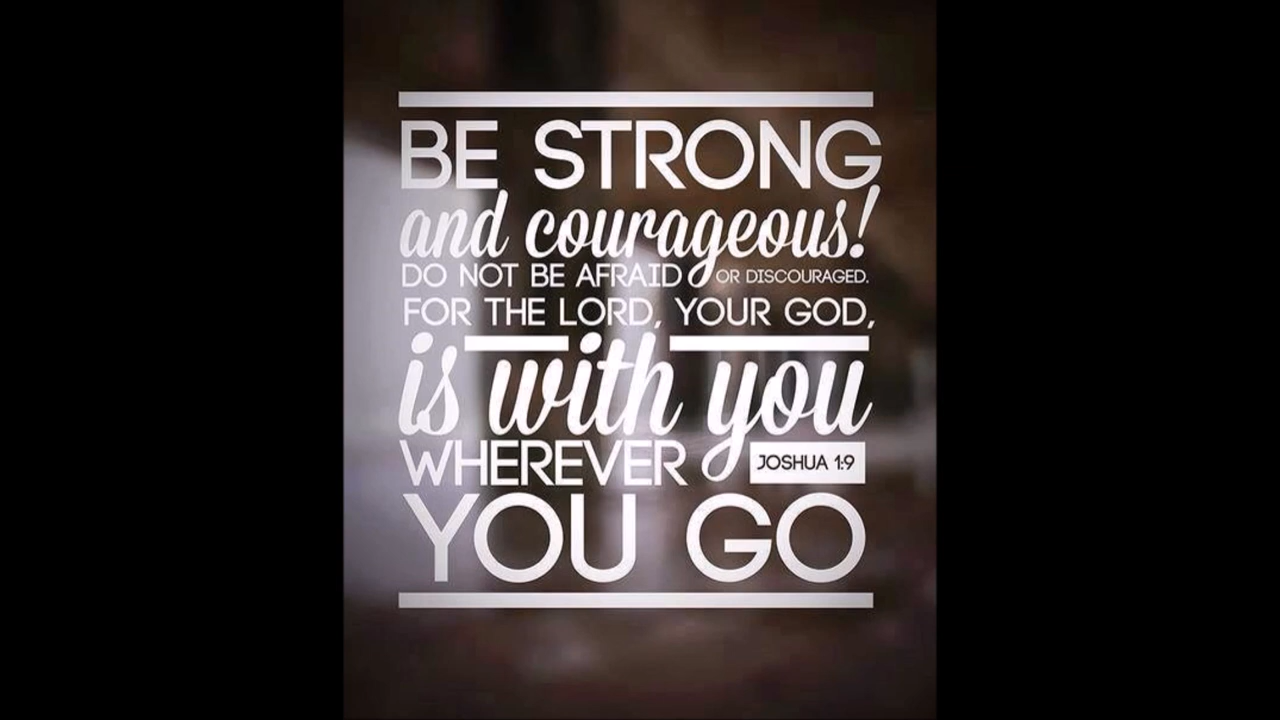 BE STRONG
and courageous!
DO NOT BE AFRAID OR DISCOURAGED.
FOR THE LORD, YOUR GOD,
is with you
WHEREVER JOSHUA 1:9
YOU GO